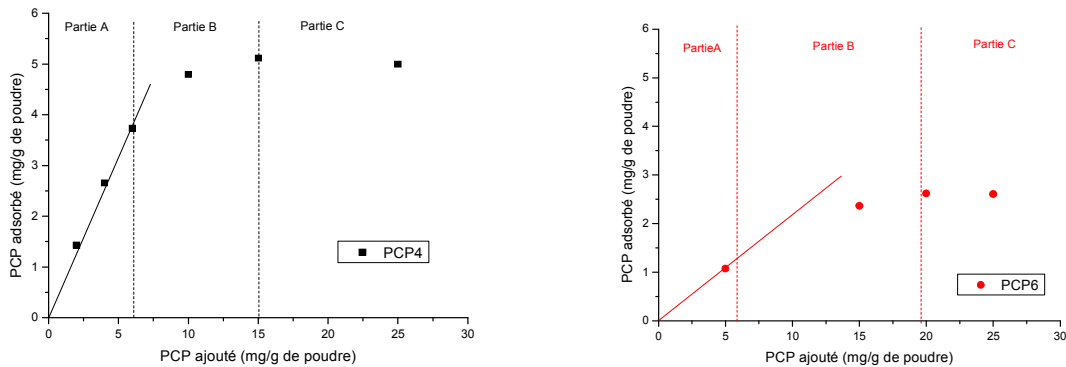 Partie A
Partie B
Partie C
6
5
4
3
2
1
0
PCP adsorbé (mg/g de poudre)
PCP4
0
5
10
15
20
25
30
PCP ajouté (mg/g de poudre)
PartieA
Partie B
Partie C
6
5
4
3
2
1
0
PCP adsorbé (mg/g de poudre)
PCP6
0
5
10
15
20
25
30
PCP ajouté (mg/g de poudre)